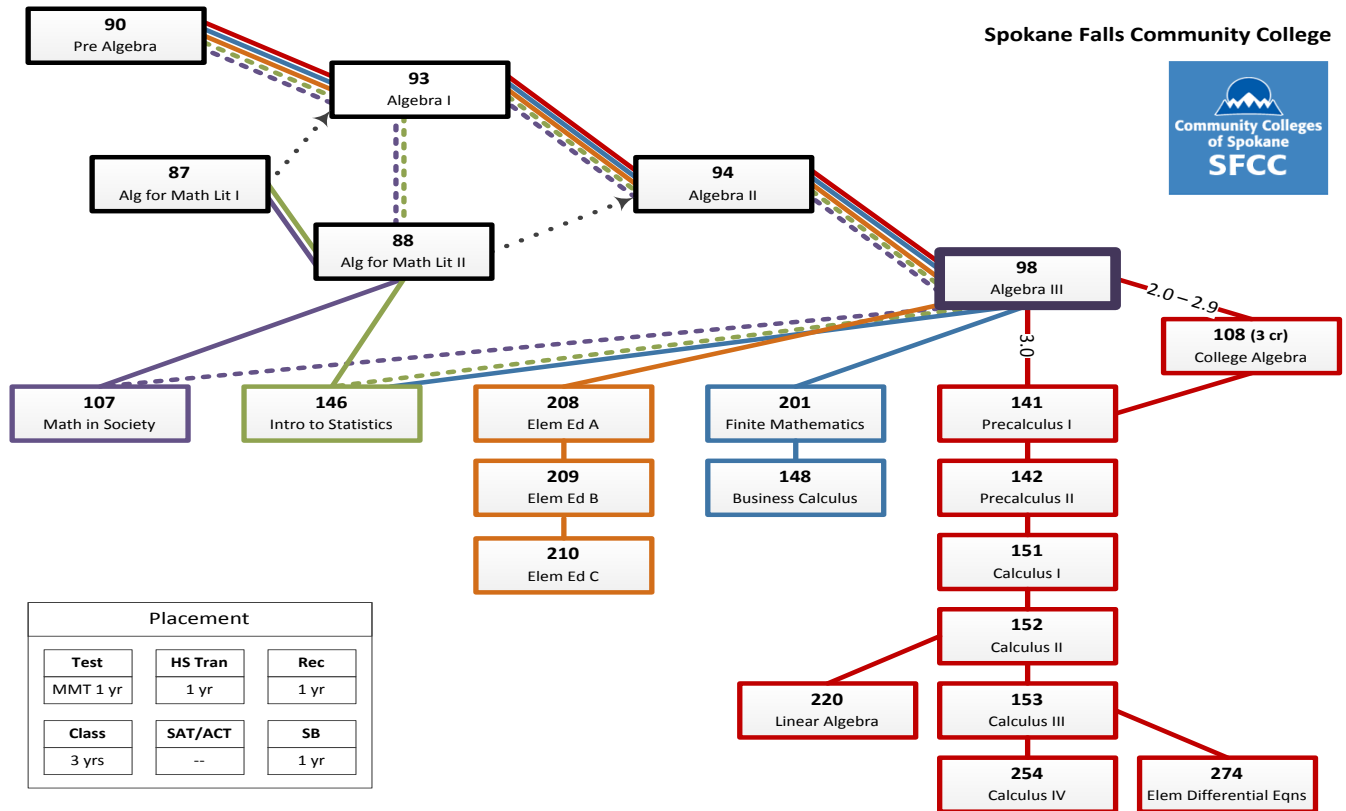 90
Pre Algebra
Spokane Falls Community College
93
Algebra I
Community Colleges
of Spokane
SFCC
87
Alg for Math Lit I
94
Algebra II
88
Alg for Math Lit II
98
Algebra III
2.0 – 2.9
3.0
108 (3 cr)
College Algebra
107
Math in Society
146
Intro to Statistics
208
Elem Ed A
201
Finite Mathematics
141
Precalculus I
209
Elem Ed B
148
Business Calculus
142
Precalculus II
210
Elem Ed C
151
Calculus I
152
Calculus II
220
Linear Algebra
153
Calculus III
254
Calculus IV
274
Elem Differential Eqns
Placement
Test
MMT 1 yr
HS Tran
1 yr
Rec
1 yr
Class
3 yrs
SAT/ACT
--
SB
1 yr